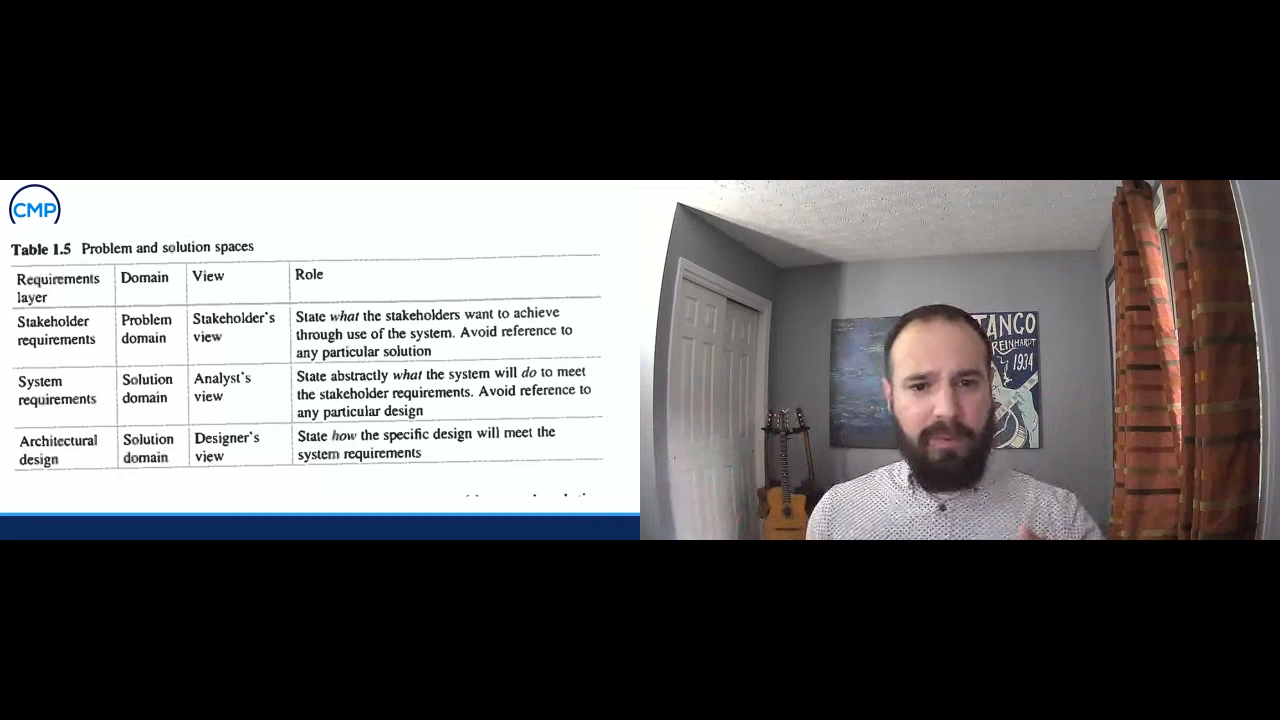 CMP
Table 1.5 Problem and solution spaces
Requirements layer Domain View Role
Stakeholder requirements Problem domain Stakeholder's view State what the stakeholders want to achieve
through use of the system. Avoid reference to
any particular solution
System requirements Solution domain Analyst's view State abstractly what the system will do to meet
the stakeholder requirements. Avoid reference to
any particular design
Architectural design Solution domain Designer's view State how the specific design will meet the
system requirements
TANGO
REINHARDT
1934